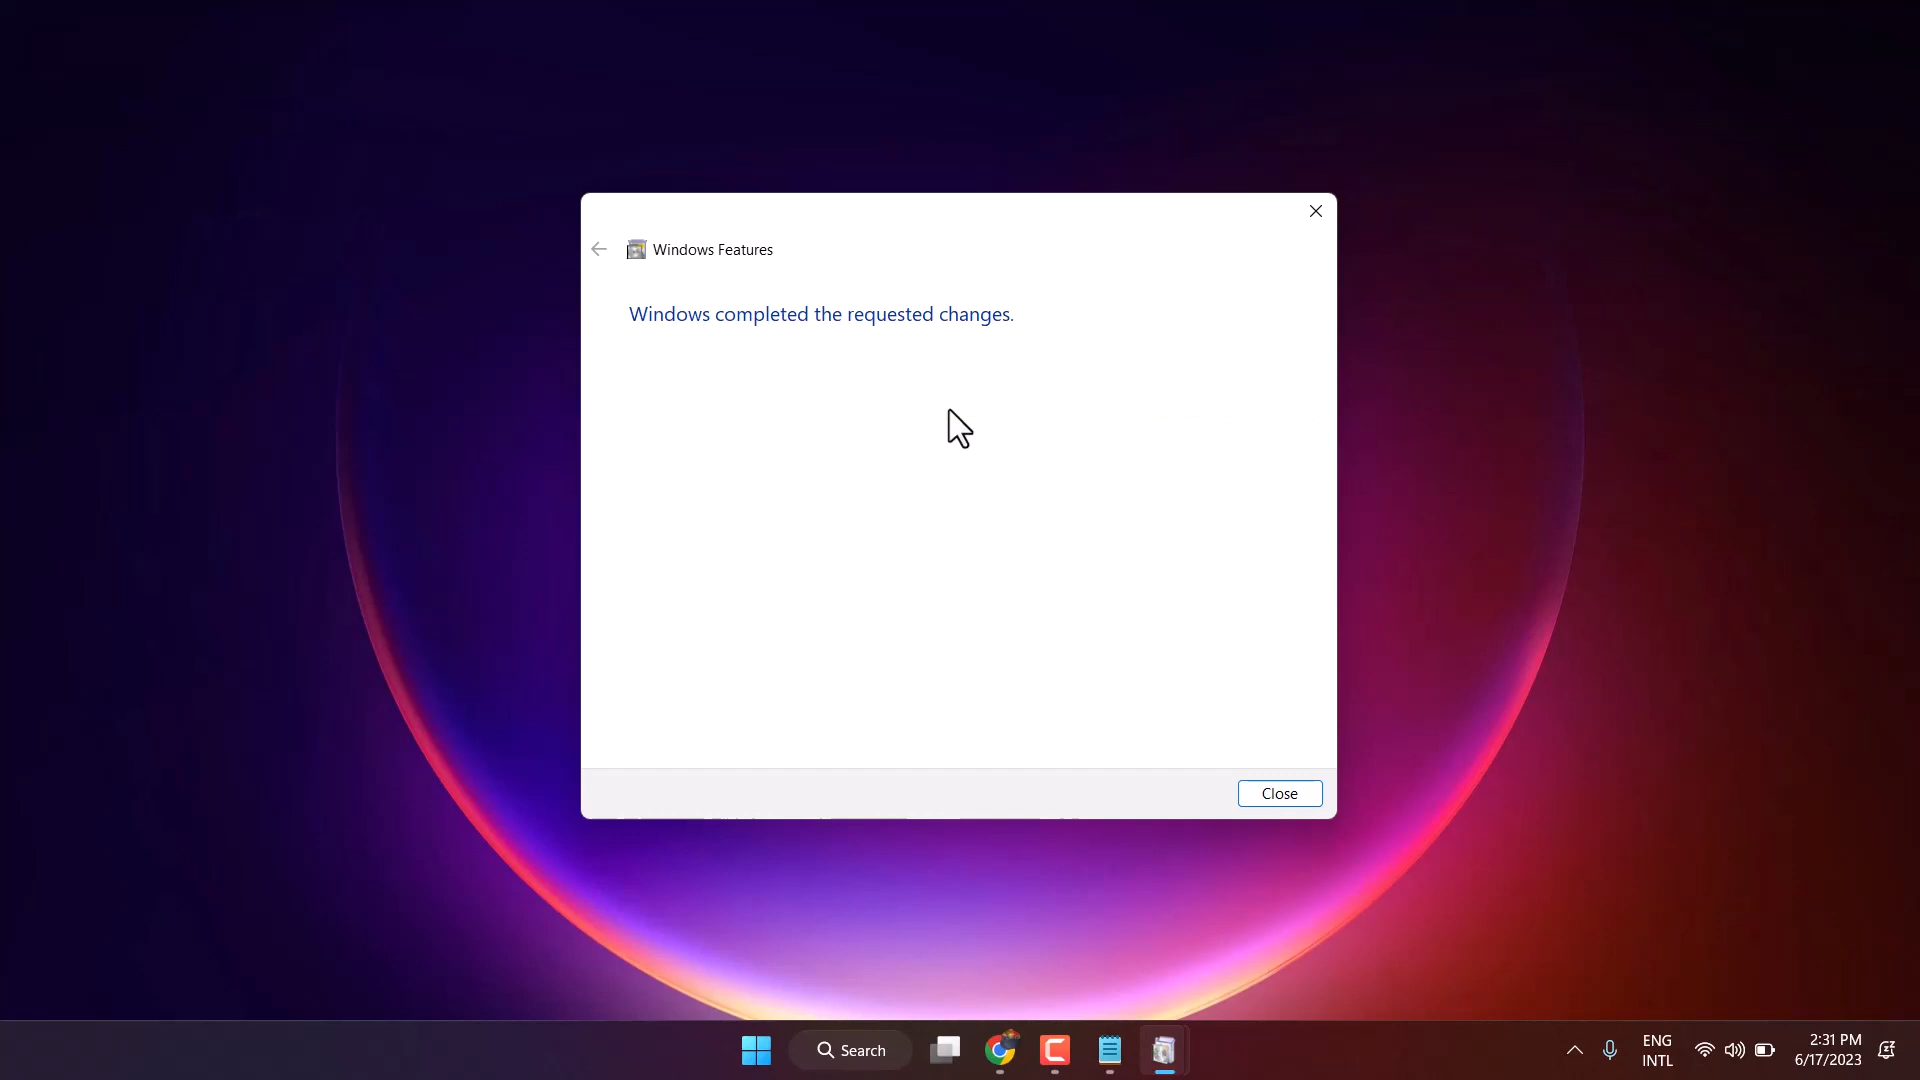 Windows Features
Windows completed the requested changes.
Close
Search
ENG
INTL
2:31 PM
6/17/2023